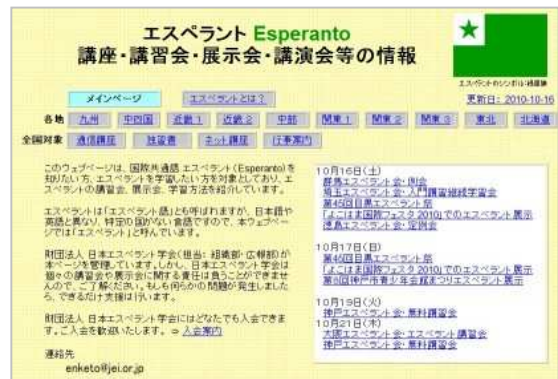 エスペラント Esperanto
講座・講習会・展示会・講演会等の情報
エスペラントのシンボル:緑星旗
メインページ
エスペラントとは？
更新日：2010-10-16
各地 九州 中四国 近畿１ 近畿２ 中部 関東１ 関東２ 関東３ 東北 北海道
全国対象 通信講座 独習書 ネット講座 行事案内
このウェブページは、国際共通語 エスペラント(Esperanto)を
知りたい方、エスペラントを学習したい方を対象としており、エ
スペラントの講習会、展示会、学習方法を紹介しています。
エスペラントは「エスペラント語」とも呼ばれますが、日本語や
英語と異なり、特定の国がない言語ですので、本ウェブペー
ジでは「エスペラント」と呼んでいます。
財団法人 日本エスペラント学会(担当：組織部・広報部)が
本ページを管理しています。しかし、日本エスペラント学会は
個々の講習会や展示会に関する責任は負うことができませ
んので、ご了解ください。もしも何らかの問題が発生しました
ら、できるだけ支援は行います。
財団法人 日本エスペラント学会にはどなたでも入会できま
す。ご入会を歓迎いたします。⇒ 入会案内
連絡先
enketo@jei.or.jp
１０月１６日(土)
群馬エスペラント会・例会
埼玉エスペラント会・入門講習継続学習会
第45回目黒エスペラント祭
「よこはま国際フェスタ 2010」でのエスペラント展示
徳島エスペラント会・定例会
１０月１７日(日)
第45回目黒エスペラント祭
「よこはま国際フェスタ 2010」でのエスペラント展示
第6回神戸市青少年会館まつりエスペラント展示
１０月１９日(火)
神戸エスペラント会・無料講習会
１０月２１日(木)
大阪エスペラント会・エスペラント講習会
神戸エスペラント会・無料講習会